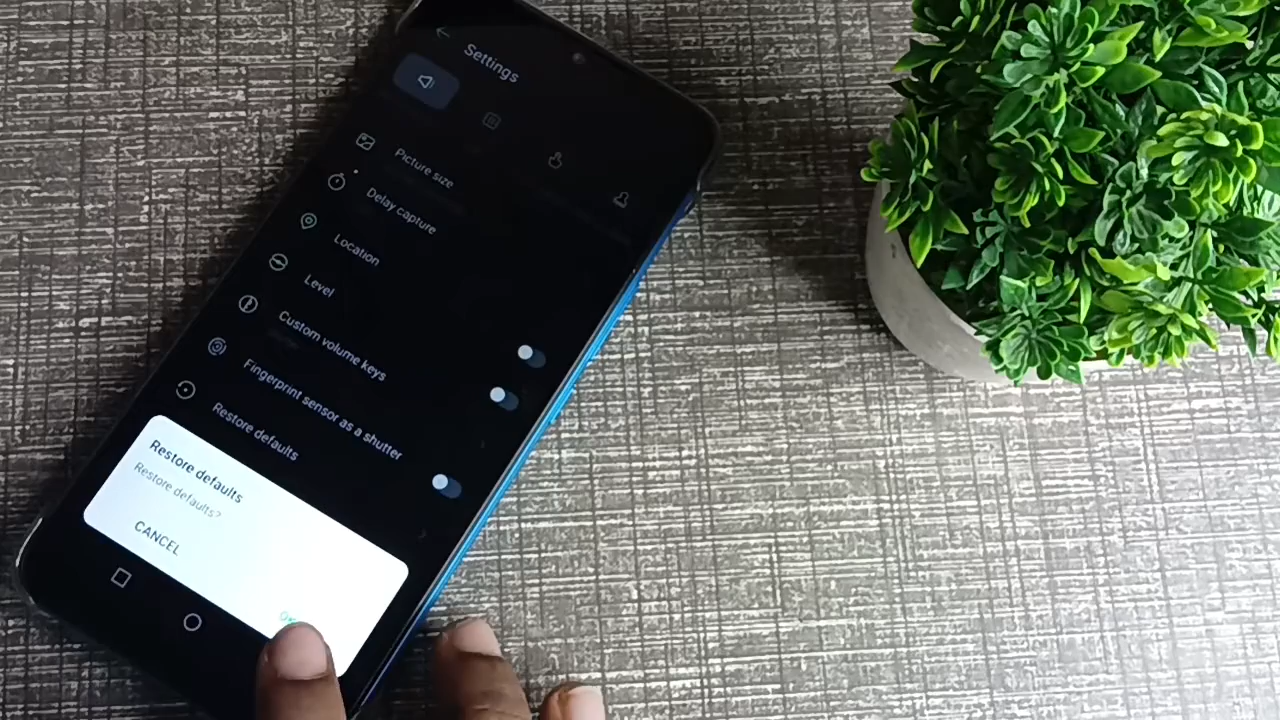 Settings
Picture size
Delay capture
Location
Level
Custom volume keys
Fingerprint sensor as a shutter
Restore defaults
Restore defaults
Restore defaults?
CANCEL